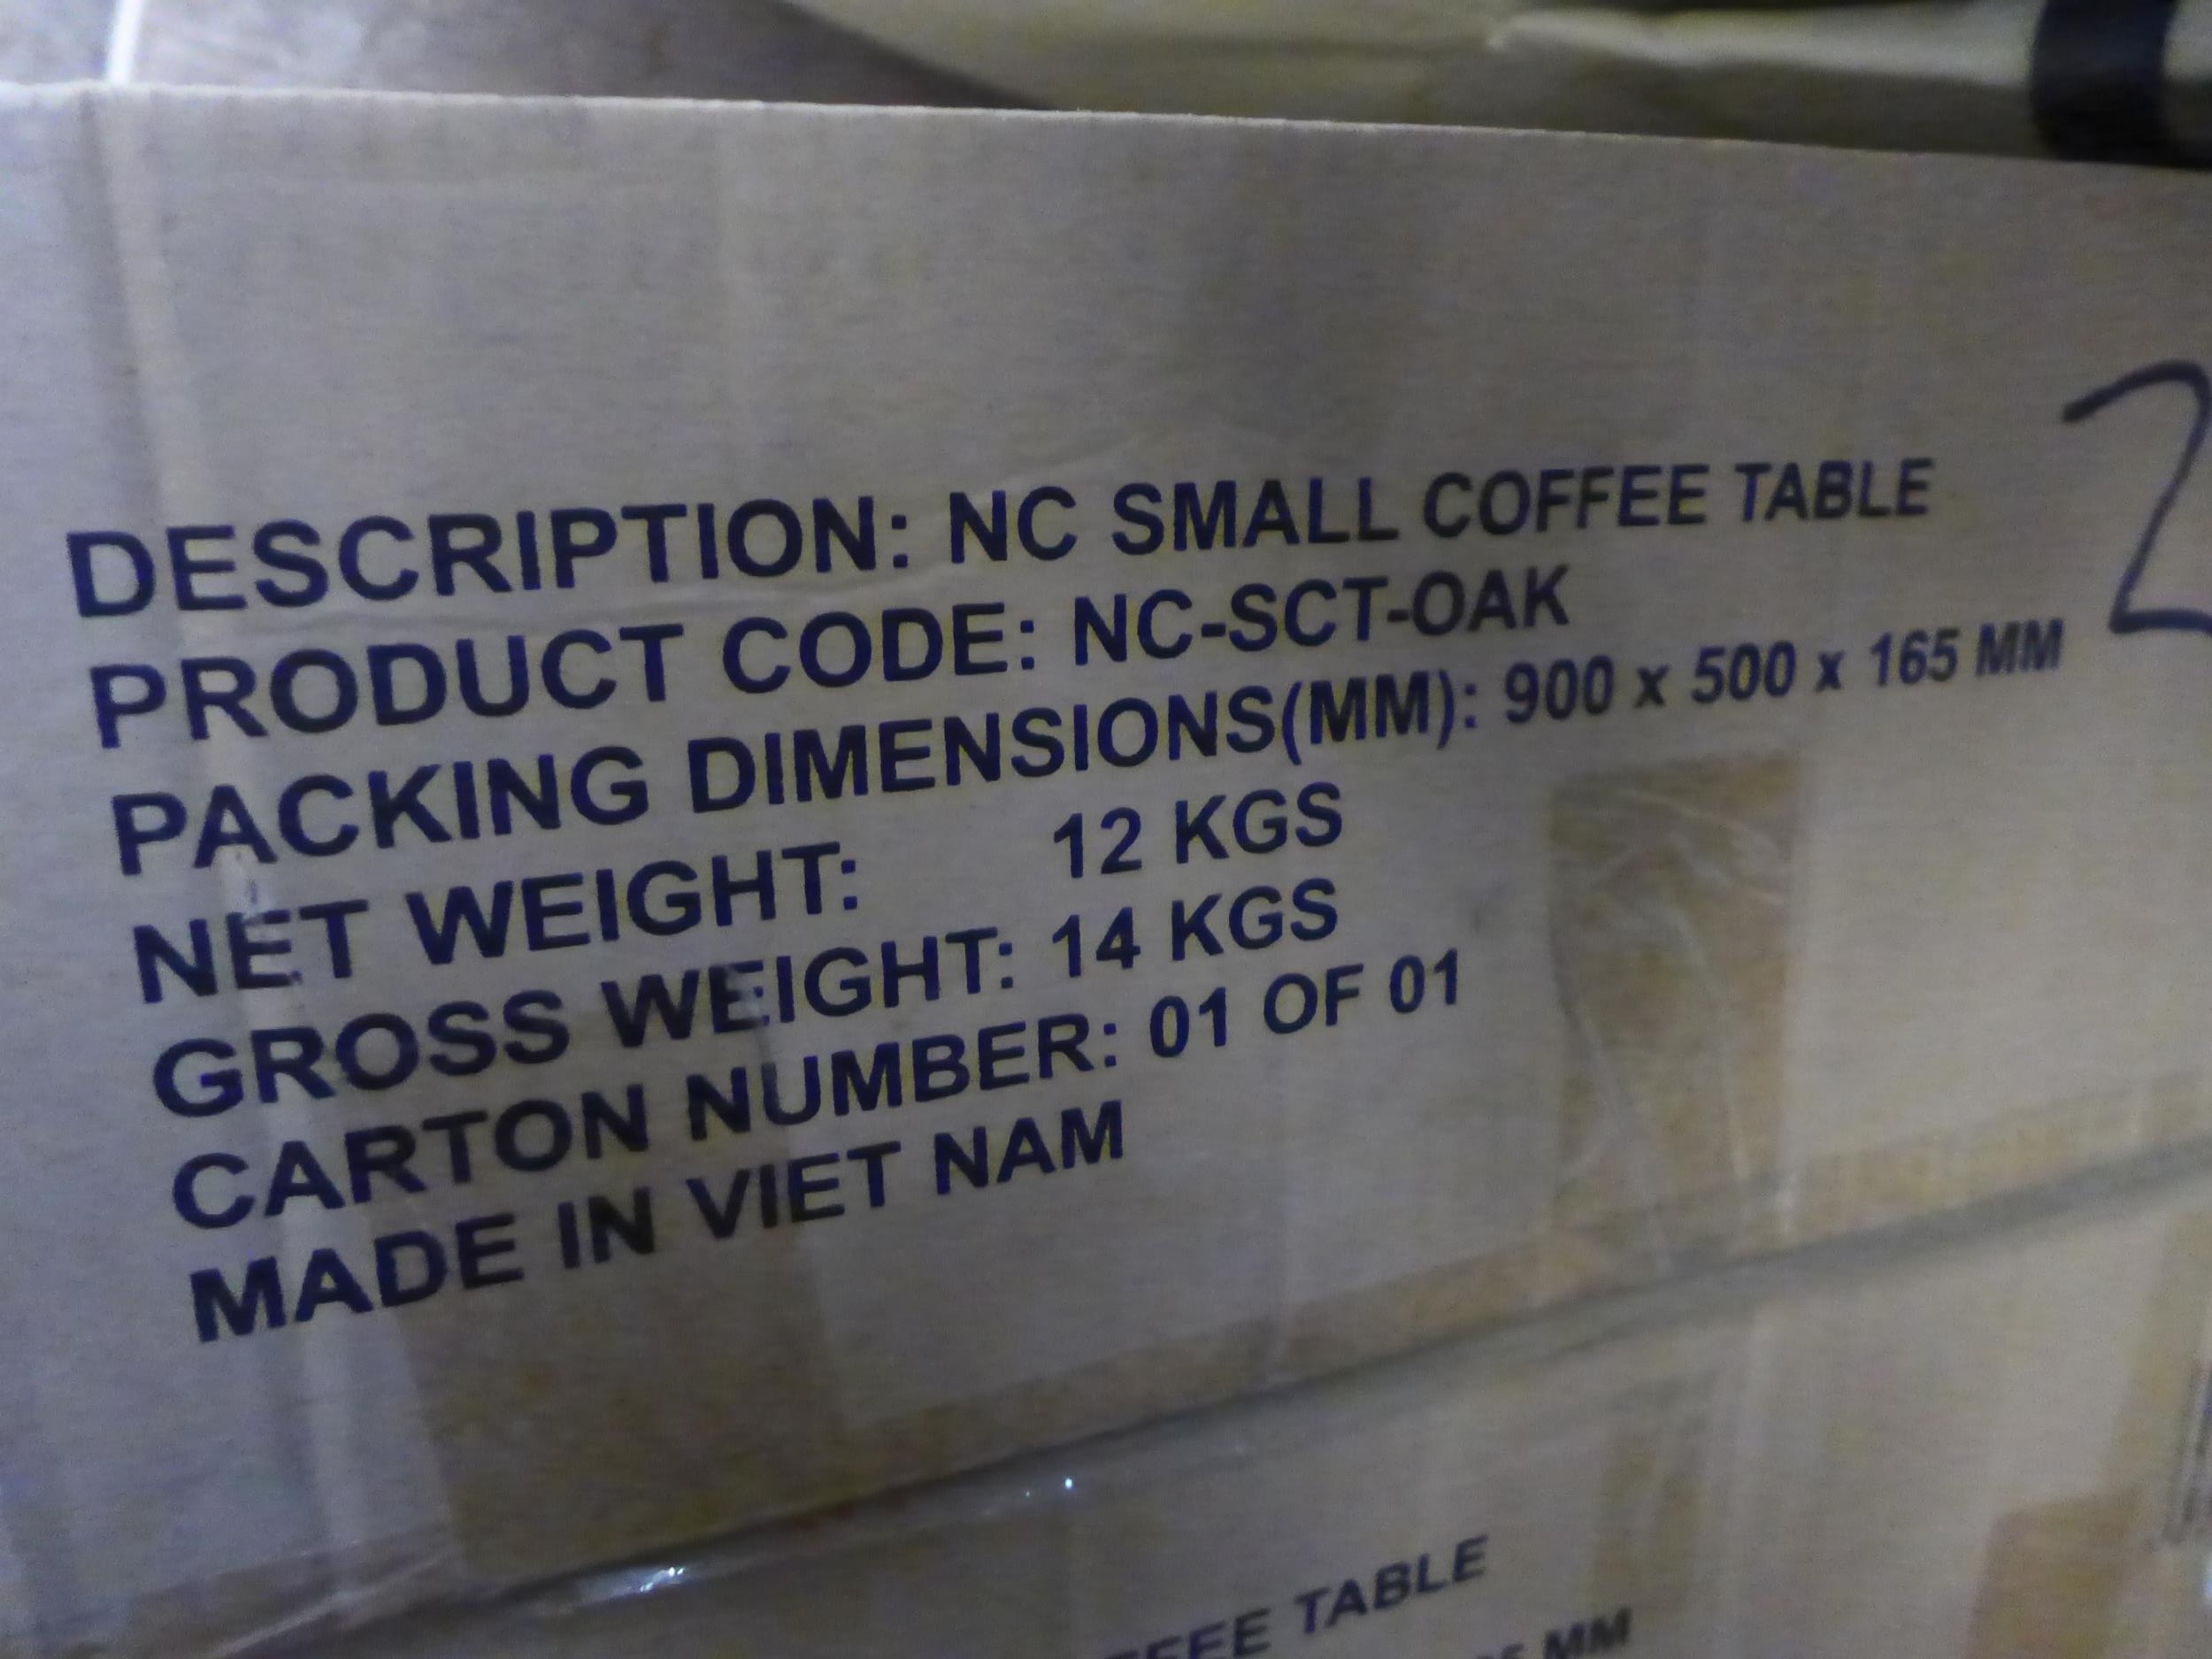 DESCRIPTION: NC SMALL COFFEE TABLE
PRODUCT CODE: NC-SCT-OAK
PACKING DIMENSIONS(MM): 900 x 500 x 165 MM
NET WEIGHT: 12 KGS
GROSS WEIGHT: 14 KGS
CARTON NUMBER: 01 OF 01
MADE IN VIET NAM
2
TABLE
MM